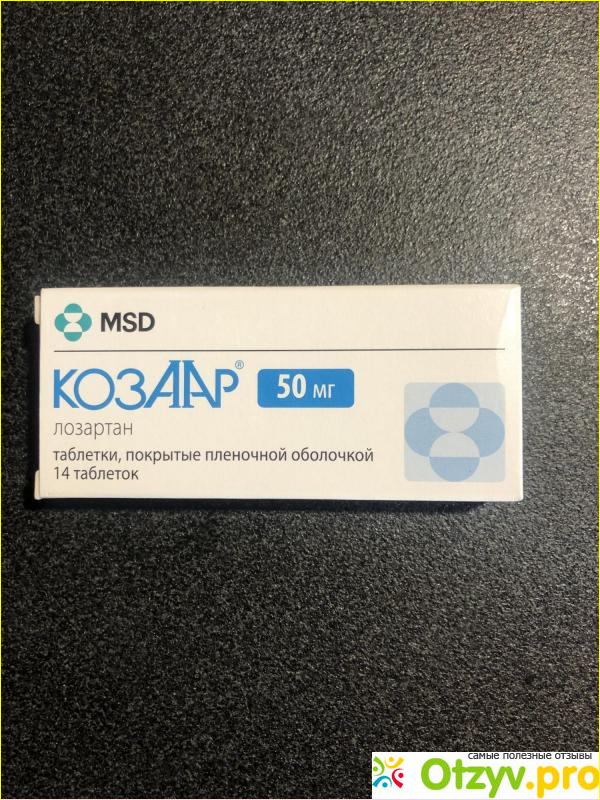 MSD
КОЗААР®
50 мг
лозартан
таблетки, покрытые пленочной оболочкой
14 таблеток
самые полезные отзывы
Otzyv.pro